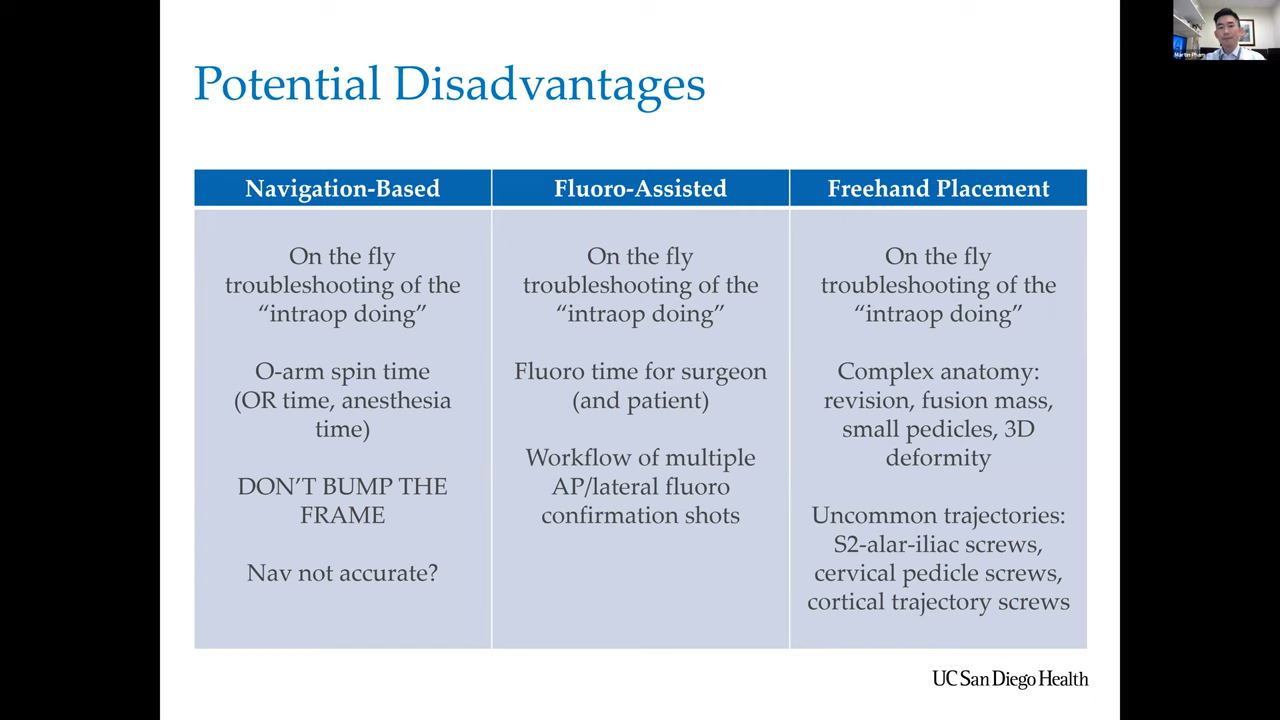 Martin Pham
Potential Disadvantages
Navigation-Based
Fluoro-Assisted
Freehand Placement
On the fly
troubleshooting of the
“intraop doing”
O-arm spin time
(OR time, anesthesia
time)
DON’T BUMP THE
FRAME
Nav not accurate?
On the fly
troubleshooting of the
“intraop doing”
Fluoro time for surgeon
(and patient)
Workflow of multiple
AP/lateral fluoro
confirmation shots
On the fly
troubleshooting of the
“intraop doing”
Complex anatomy:
revision, fusion mass,
small pedicles, 3D
deformity
Uncommon trajectories:
S2-alar-iliac screws,
cervical pedicle screws,
cortical trajectory screws
UC San Diego Health